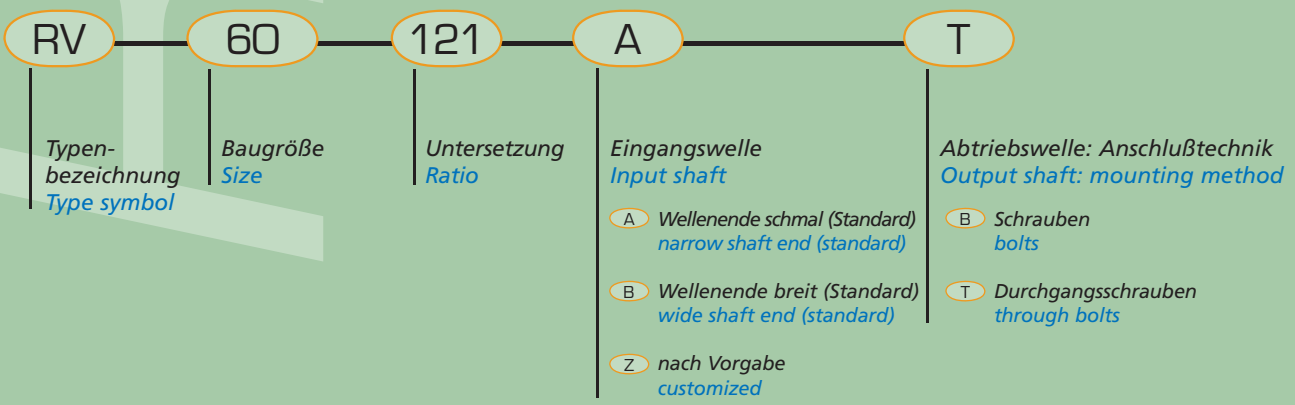 RV 60 121 A T
Typen-
bezeichnung
Type symbol
Baugröße
Size
Untersetzung
Ratio
Eingangswelle
Input shaft
A Wellenende schmal (Standard)
narrow shaft end (standard)
B Wellenende breit (Standard)
wide shaft end (standard)
Z nach Vorgabe
customized
Abtriebswelle: Anschlußtechnik
Output shaft: mounting method
B Schrauben
bolts
T Durchgangsschrauben
through bolts